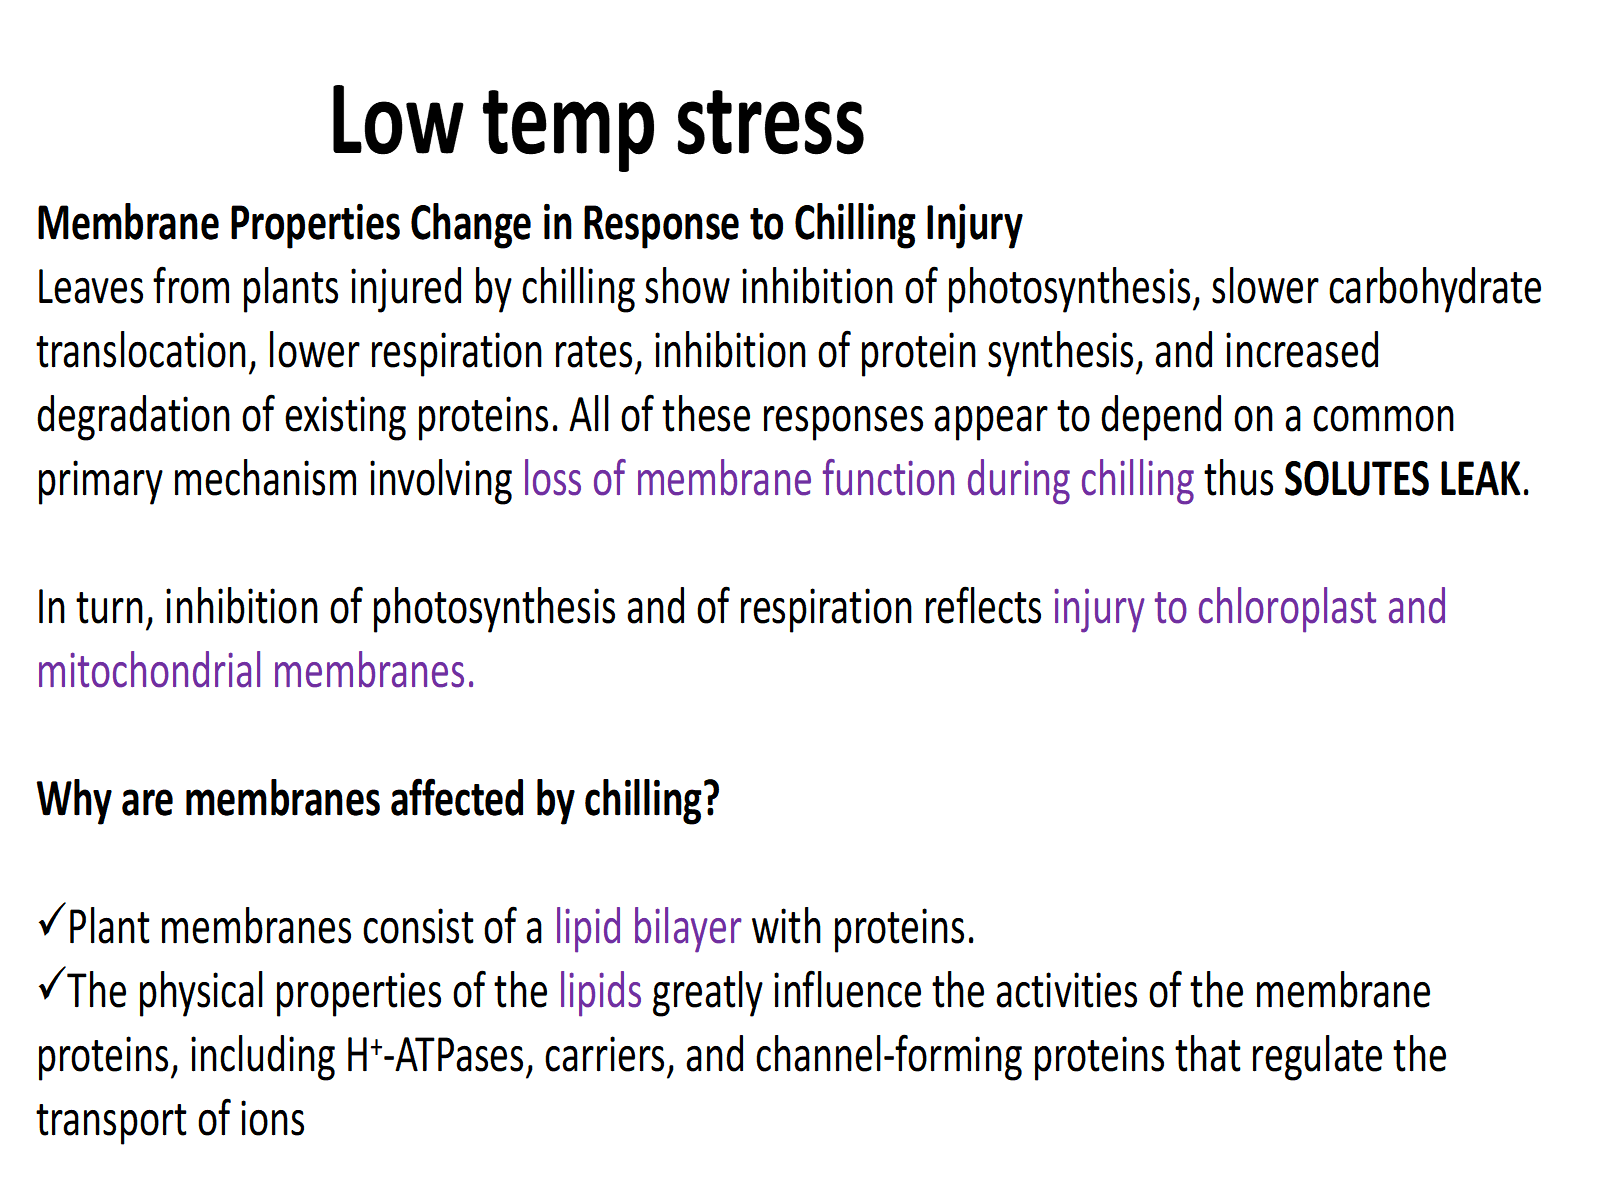 Low temp stress
Membrane Properties Change in Response to Chilling Injury
Leaves from plants injured by chilling show inhibition of photosynthesis, slower carbohydrate
translocation, lower respiration rates, inhibition of protein synthesis, and increased
degradation of existing proteins. All of these responses appear to depend on a common
primary mechanism involving loss of membrane function during chilling thus SOLUTES LEAK.
In turn, inhibition of photosynthesis and of respiration reflects injury to chloroplast and
mitochondrial membranes.
Why are membranes affected by chilling?
✓Plant membranes consist of a lipid bilayer with proteins.
✓The physical properties of the lipids greatly influence the activities of the membrane
proteins, including H⁺-ATPases, carriers, and channel-forming proteins that regulate the
transport of ions